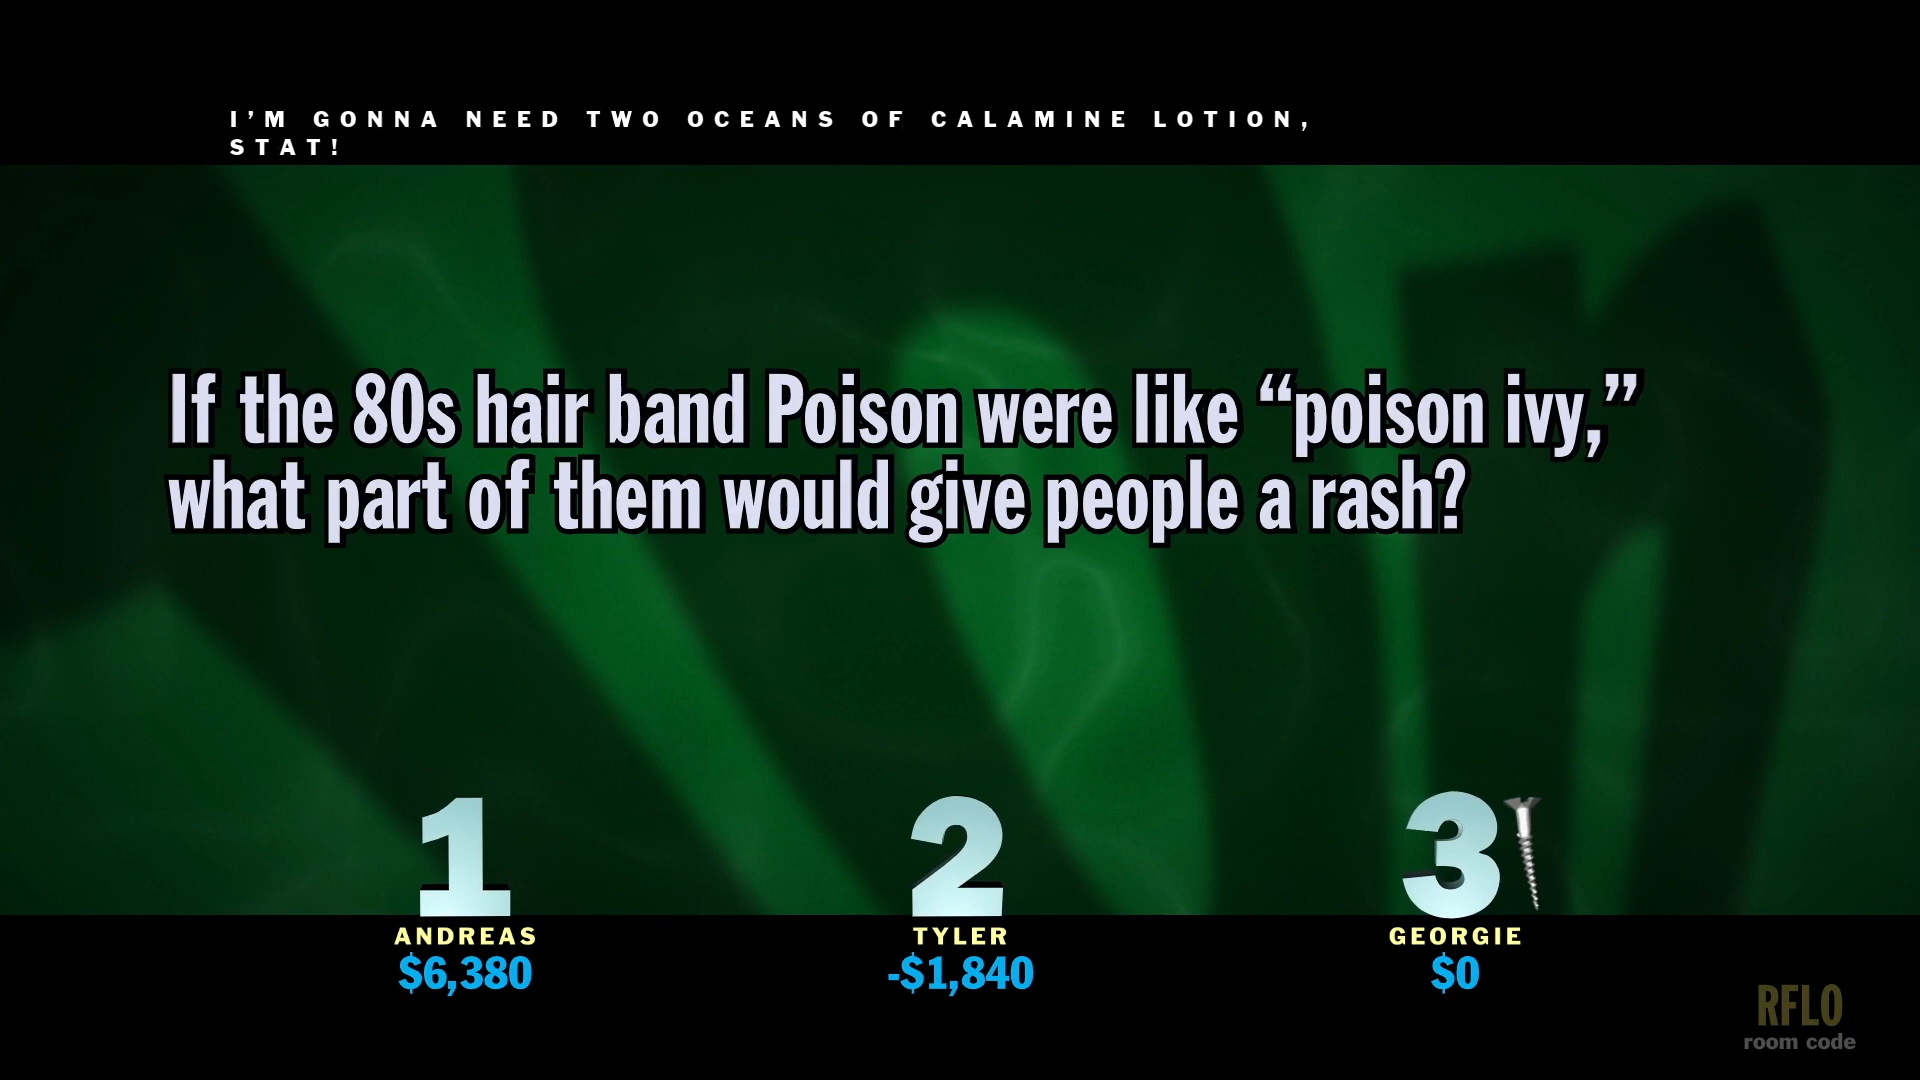 I’M GONNA NEED TWO OCEANS OF CALAMINE LOTION,
STAT!
If the 80s hair band Poison were like “poison ivy,”
what part of them would give people a rash?
1
2
3
ANDREAS
TYLER
GEORGIE
$6,380
-$1,840
$0
RFLO
room code